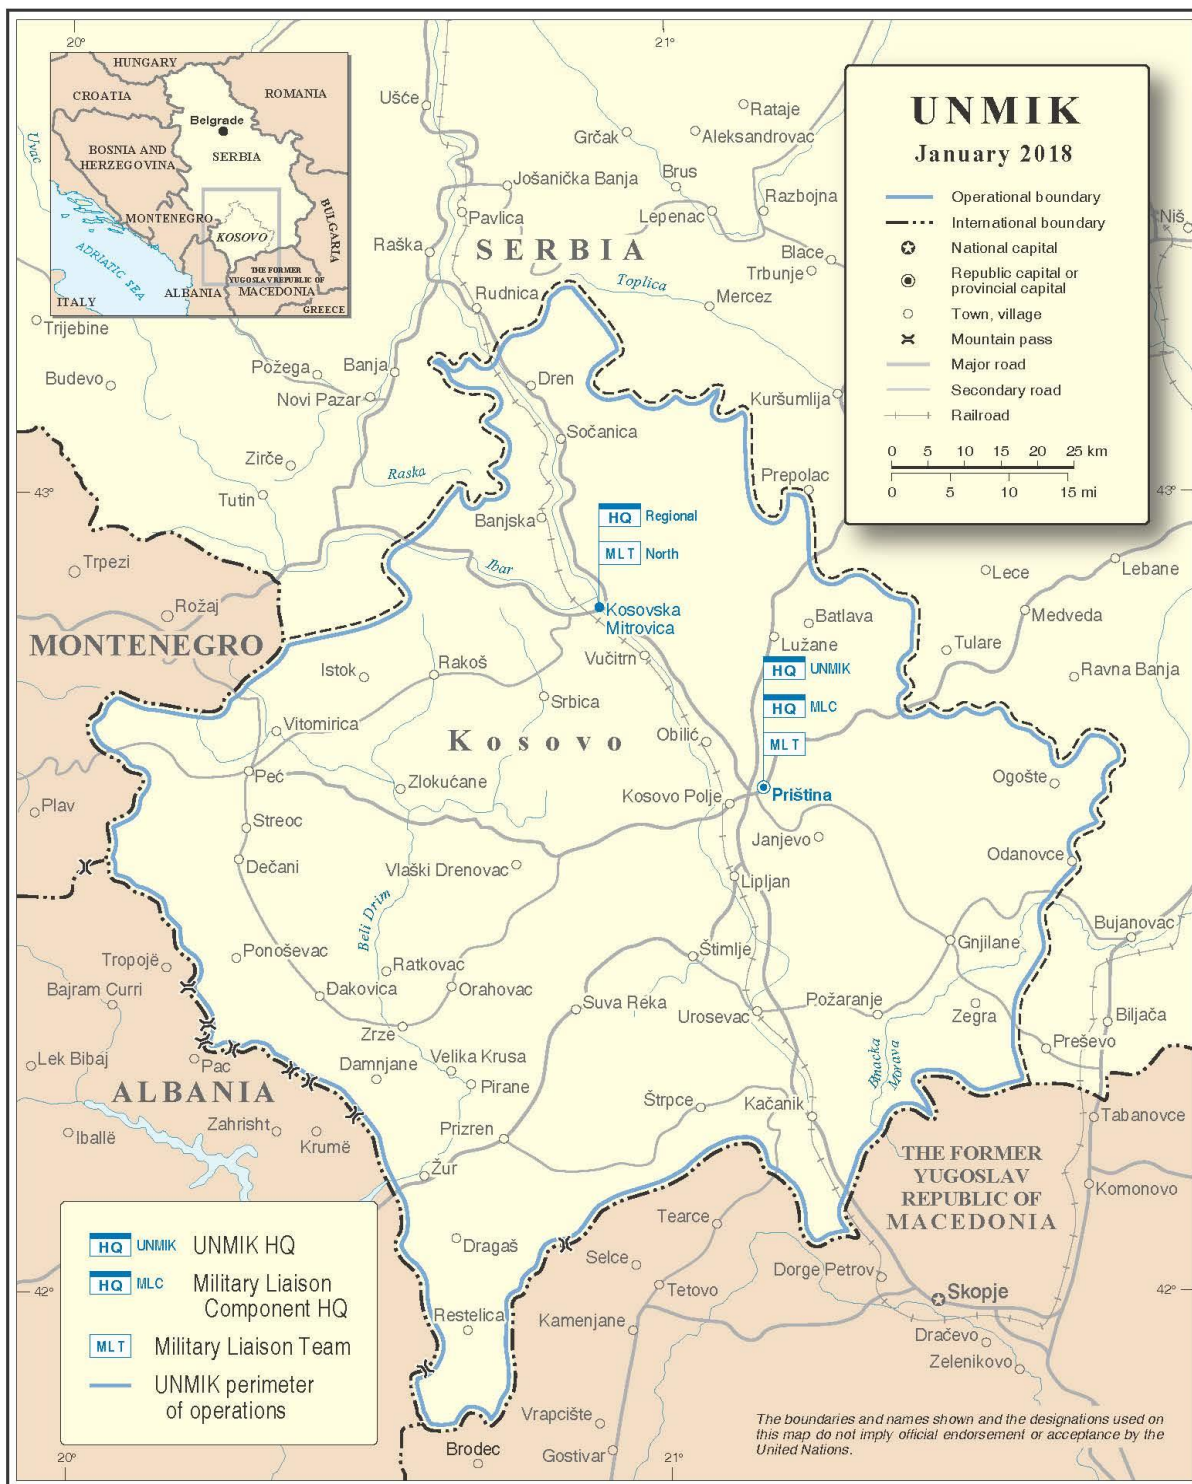 20°
21°
HUNGARY
CROATIA
ROMANIA
Belgrade
BOSNIA AND
HERZEGOVINA
SERBIA
MONTENEGRO
KOSOVO
BULGARIA
ADRIATIC SEA
ALBANIA
THE FORMER
YUGOSLAV REPUBLIC OF
MACEDONIA
ITALY
GREECE
UNMIK
January 2018
Operational boundary
International boundary
National capital
Republic capital or
provincial capital
Town, village
Mountain pass
Major road
Secondary road
Railroad
0 5 10 15 20 25 km
0 5 10 15 mi
Uvac
Ušće
Rataje
Grčak
Aleksandrovac
Brus
Jošanička Banja
Razbojna
Pavlica
Lepenac
Niš
Raška
SERBIA
Blace
Trbunje
Toplica
Rudnica
Mercez
Trijebine
Požega
Banja
Budevo
Dren
Novi Pazar
Kuršumlija
Sočanica
Zirče
Raska
Prepolac
43°
43°
Tutin
Banjska
HQ Regional
MLT North
Ibar
Trpezi
Lece
Lebane
Rožaj
Kosovska
Mitrovica
Batlava
Medveda
MONTENEGRO
Lužane
Tulare
Vučitrn
Istok
Rakoš
HQ UNMIK
Ravna Banja
Srbica
HQ MLC
Vitomirica
Kosovo
Obilić
MLT
Peć
Zlokućane
Ogošte
Priština
Kosovo Polje
Plav
Streoc
Janjevo
Dečani
Vlaški Drenovac
Odanovce
Lipljan
Beli Drim
Bujanovac
Gnjilane
Ponoševac
Štimlje
Tropojë
Ratkovac
Bajram Curri
Đakovica
Orahovac
Suva Reka
Požaranje
Urosevac
Zegra
Biljača
Zrze
Preševo
Lek Bibaj
Pac
Damnjane
Velika Krusa
Binacka
Morava
Pirane
ALBANIA
Štrpce
Kačanik
Tabanovce
Iballë
Zahrisht
Krumë
Prizren
THE FORMER
YUGOSLAV
REPUBLIC OF
MACEDONIA
Žur
Komonovo
Tearce
HQ UNMIK UNMIK HQ
Dragaš
Selce
HQ MLC Military Liaison
Component HQ
Dorge Petrov
Tetovo
Skopje
42°
42°
Restelica
Kamenjane
MLT Military Liaison Team
Dračevo
Zelenikovo
UNMIK perimeter
of operations
Vrapcište
The boundaries and names shown and the designations used on
this map do not imply official endorsement or acceptance by the
United Nations.
Brodec
Gostivar
20°
21°